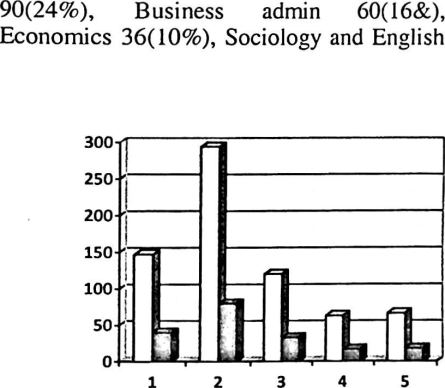 90(24%), Business admin 60(16&),
Economics 36(10%), Sociology and English
300
250
200
150
100
50
0
1 2 3 4 5